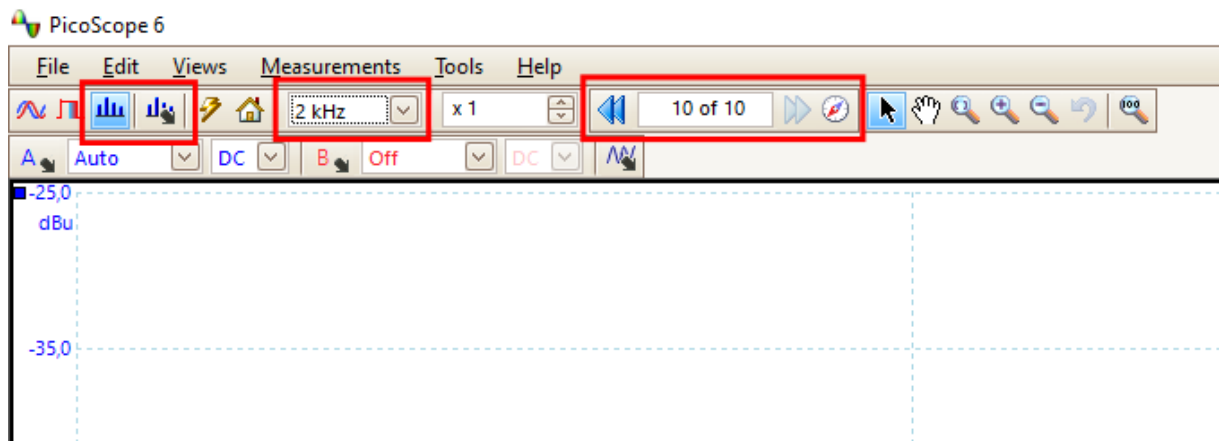 PicoScope 6
File Edit Views Measurements Tools Help
2 kHz x 1 10 of 10 100
A Auto DC B Off DC
-25,0
dBu
-35,0